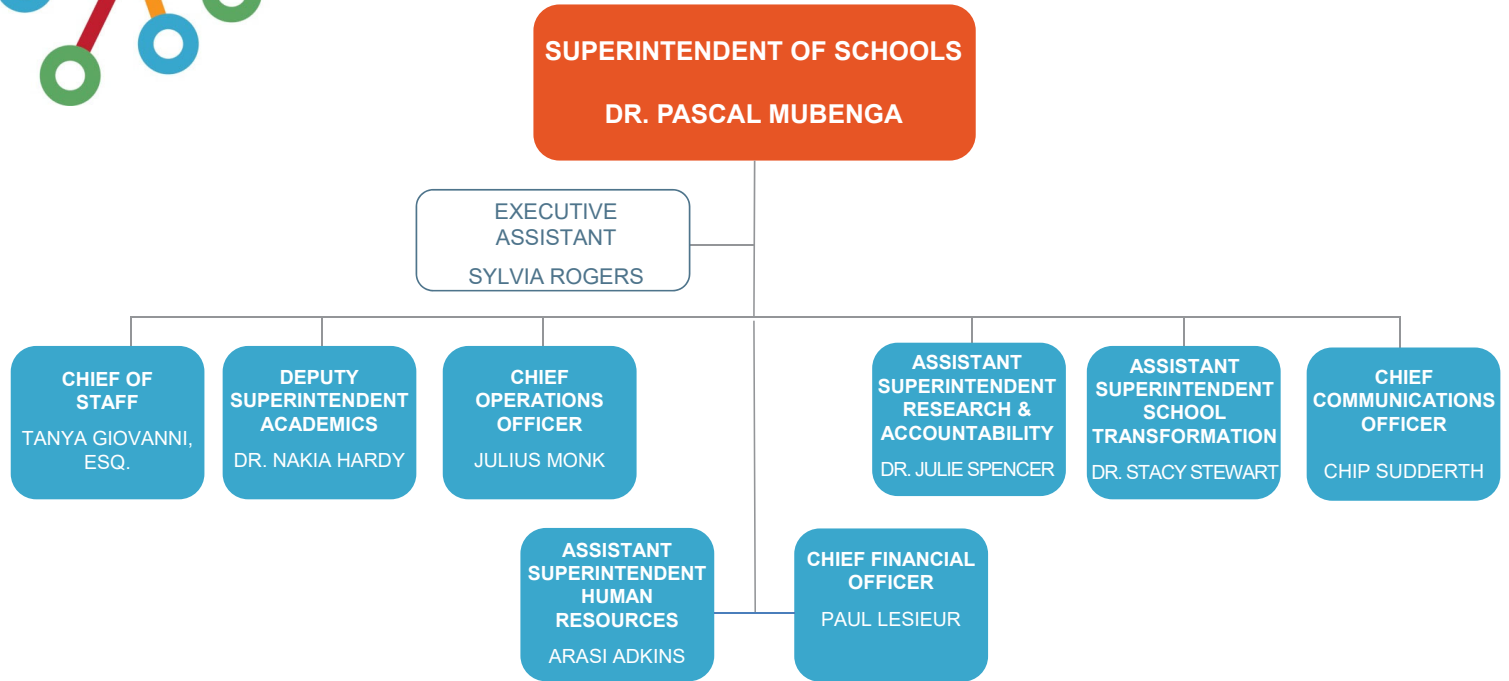 SUPERINTENDENT OF SCHOOLS
DR. PASCAL MUBENGA
EXECUTIVE
ASSISTANT
SYLVIA ROGERS
CHIEF OF
STAFF
TANYA GIOVANNI,
ESQ.
DEPUTY
SUPERINTENDENT
ACADEMICS
DR. NAKIA HARDY
CHIEF
OPERATIONS
OFFICER
JULIUS MONK
ASSISTANT
SUPERINTENDENT
RESEARCH &
ACCOUNTABILITY
DR. JULIE SPENCER
ASSISTANT
SUPERINTENDENT
SCHOOL
TRANSFORMATION
DR. STACY STEWART
CHIEF
COMMUNICATIONS
OFFICER
CHIP SUDDERTH
ASSISTANT
SUPERINTENDENT
HUMAN
RESOURCES
ARASI ADKINS
CHIEF FINANCIAL
OFFICER
PAUL LESIEUR